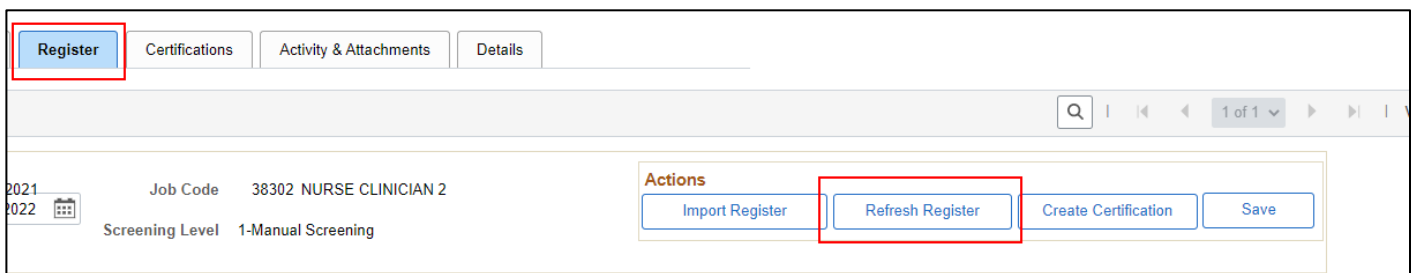 Register Certifications Activity & Attachments Details
1 of 1
2021 Job Code 38302 NURSE CLINICIAN 2 Actions
2022 Import Register Refresh Register Create Certification Save
Screening Level 1-Manual Screening